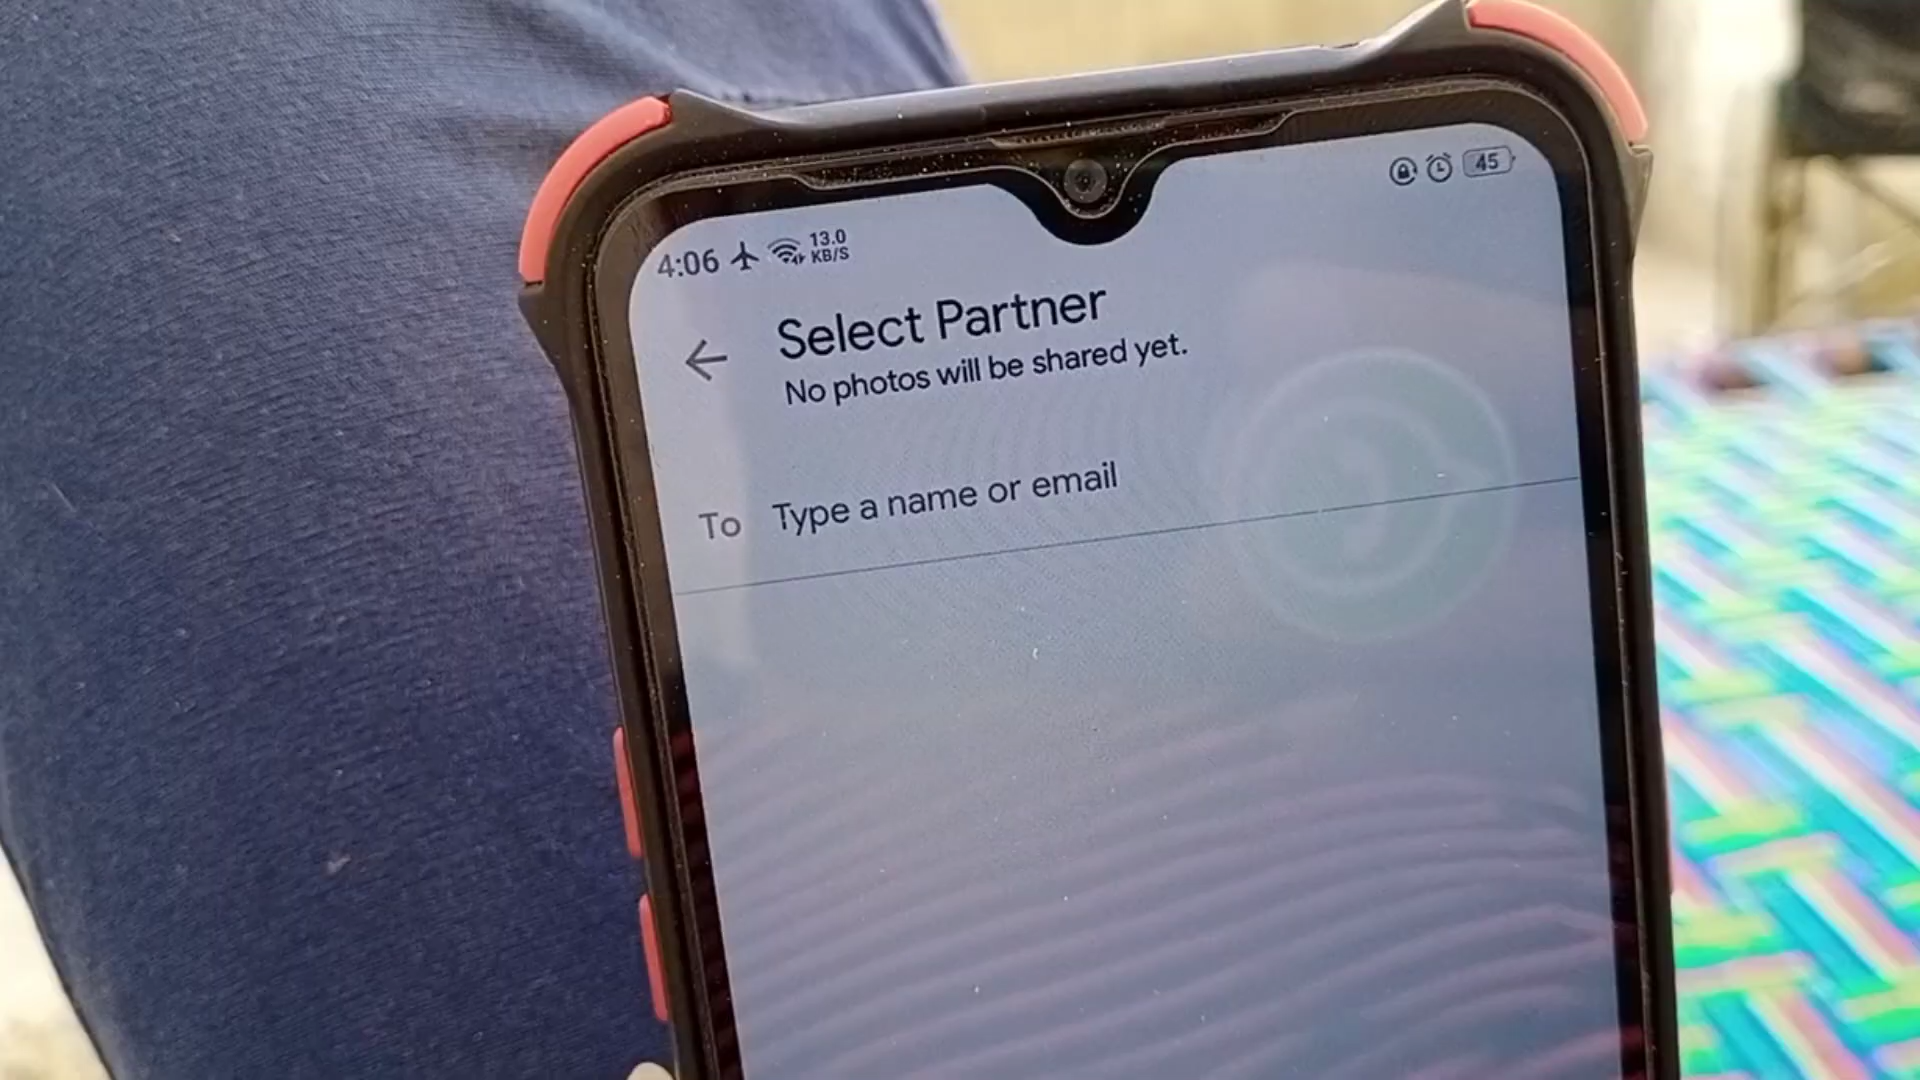 4:06 13.0 KB/S
45
Select Partner
No photos will be shared yet.
To Type a name or email